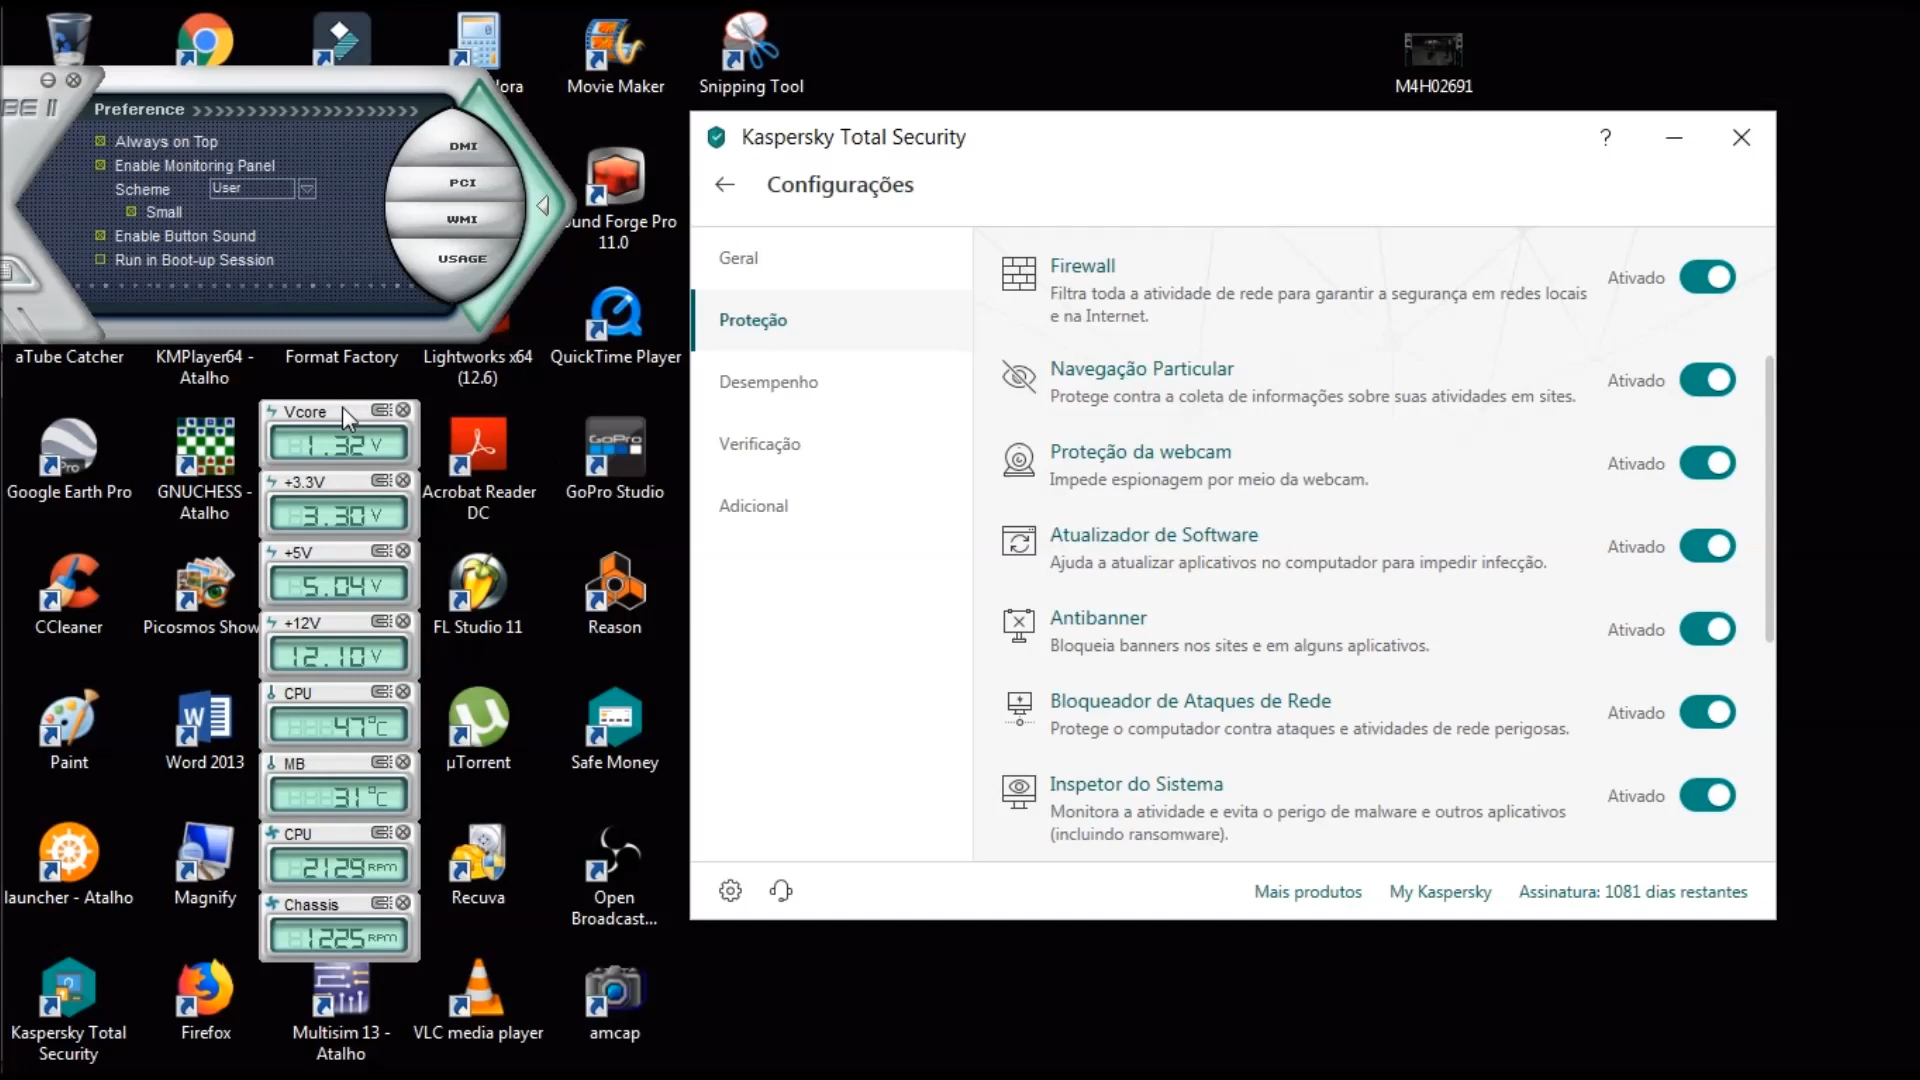 lora
Movie Maker
Snipping Tool
M4H02691
BE II
Preference
Always on Top
Enable Monitoring Panel
Scheme
User
Small
Enable Button Sound
Run in Boot-up Session
DMI
PCI
WMI
USAGE
und Forge Pro
11.0
aTube Catcher
KMPlayer64 -
Atalho
Format Factory
Lightworks x64
(12.6)
QuickTime Player
Pro
Google Earth Pro
GNUCHESS -
Atalho
Acrobat Reader
DC
GoPro
GoPro Studio
CCleaner
Picosmos Show
FL Studio 11
Reason
Paint
Word 2013
µTorrent
Safe Money
launcher - Atalho
Magnify
Recuva
Open
Broadcast...
Kaspersky Total
Security
Firefox
Multisim 13 -
Atalho
VLC media player
amcap
Vcore
1.32 V
+3.3V
3.30 V
+5V
5.04 V
+12V
12.10 V
CPU
47°C
MB
31°C
CPU
2129 RPM
Chassis
1225 RPM
Kaspersky Total Security
?
Configurações
Geral
Proteção
Desempenho
Verificação
Adicional
Firewall
Filtra toda a atividade de rede para garantir a segurança em redes locais
e na Internet.
Ativado
Navegação Particular
Protege contra a coleta de informações sobre suas atividades em sites.
Ativado
Proteção da webcam
Impede espionagem por meio da webcam.
Ativado
Atualizador de Software
Ajuda a atualizar aplicativos no computador para impedir infecção.
Ativado
Antibanner
Bloqueia banners nos sites e em alguns aplicativos.
Ativado
Bloqueador de Ataques de Rede
Protege o computador contra ataques e atividades de rede perigosas.
Ativado
Inspetor do Sistema
Monitora a atividade e evita o perigo de malware e outros aplicativos
(incluindo ransomware).
Ativado
Mais produtos
My Kaspersky
Assinatura: 1081 dias restantes